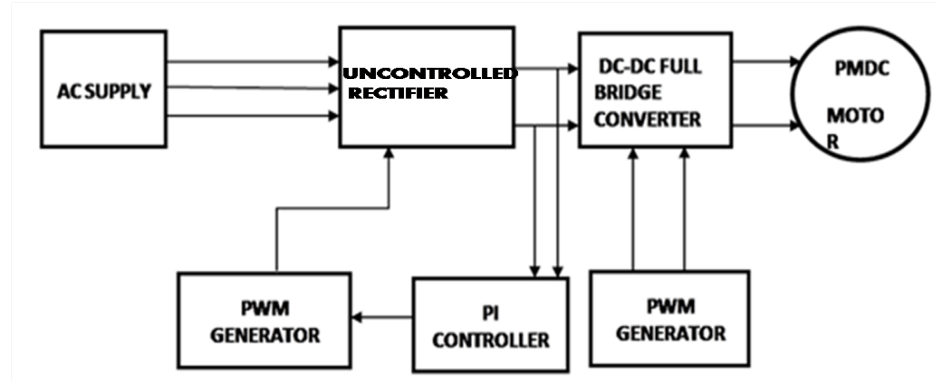 AC SUPPLY
UNCONTROLLED
RECTIFIER
DC-DC FULL
BRIDGE
CONVERTER
PMDC
MOTO
R
PWM
GENERATOR
PI
CONTROLLER
PWM
GENERATOR